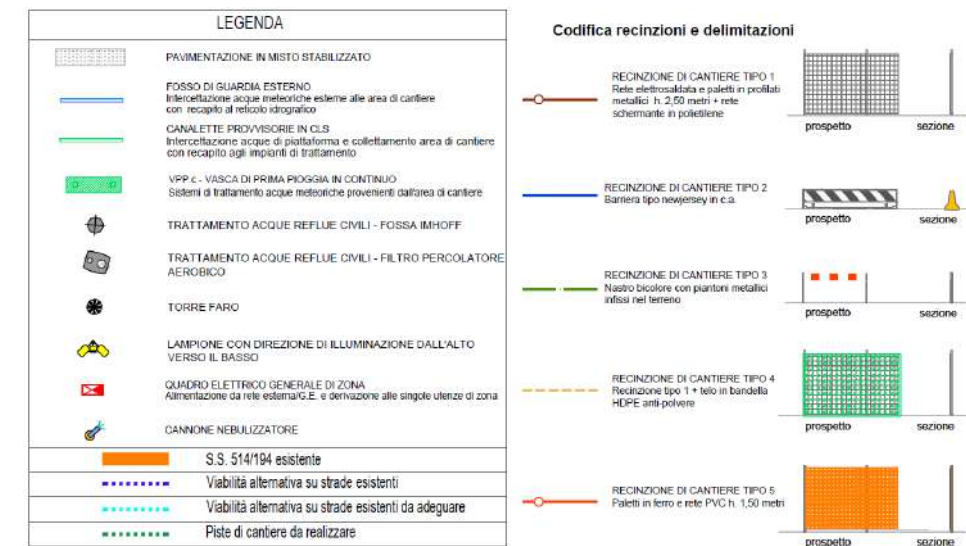 LEGENDA
PAVIMENTAZIONE IN MISTO STABILIZZATO
FOSSO DI GUARDIA ESTERNO
Intercettazione acque meteoriche esterne alle area di cantiere
con recapito al reticolo idrografico
CANALETTE PROVVISORIE IN CLS
Intercettazione acque di piattaforma e collettamento area di cantiere
con recapito agli impianti di trattamento
VPP.c - VASCA DI PRIMA PIOGGIA IN CONTINUO
Sistemi di trattamento acque meteoriche provenienti dall'area di cantiere
TRATTAMENTO ACQUE REFLUE CIVILI - FOSSA IMHOFF
TRATTAMENTO ACQUE REFLUE CIVILI - FILTRO PERCOLATORE
AEROBICO
TORRE FARO
LAMPIONE CON DIREZIONE DI ILLUMINAZIONE DALL'ALTO
VERSO IL BASSO
QUADRO ELETTRICO GENERALE DI ZONA
Alimentazione da rete esterna/G.E. e derivazione alle singole utenze di zona
CANNONE NEBULIZZATORE
S.S. 514/194 esistente
Viabilità alternativa su strade esistenti
Viabilità alternativa su strade esistenti da adeguare
Piste di cantiere da realizzare
Codifica recinzioni e delimitazioni
RECINZIONE DI CANTIERE TIPO 1
Rete elettrosaldata e paletti in profilati
metallici h. 2,50 metri + rete
schermante in polietilene
prospetto sezione
RECINZIONE DI CANTIERE TIPO 2
Barriera tipo newjersey in c.a.
prospetto sezione
RECINZIONE DI CANTIERE TIPO 3
Nastro bicolore con piantoni metallici
infissi nel terreno
prospetto sezione
RECINZIONE DI CANTIERE TIPO 4
Recinzione tipo 1 + telo in bandella
HDPE anti-polvere
prospetto sezione
RECINZIONE DI CANTIERE TIPO 5
Paletti in ferro e rete PVC h. 1,50 metri
prospetto sezione